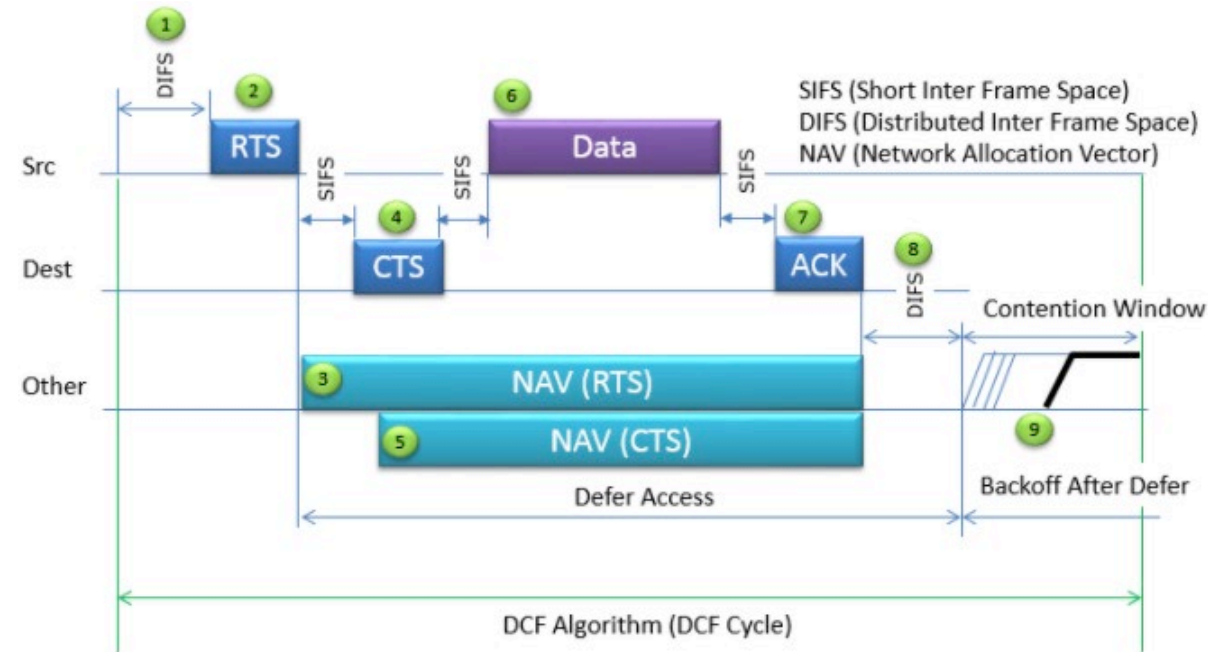 1
DIFS
2
RTS
6
Data
SIFS (Short Inter Frame Space)
DIFS (Distributed Inter Frame Space)
NAV (Network Allocation Vector)
Src
SIFS
SIFS
SIFS
4
CTS
7
ACK
8
DIFS
Dest
Contention Window
Other
3
NAV (RTS)
5
NAV (CTS)
9
Defer Access
Backoff After Defer
DCF Algorithm (DCF Cycle)